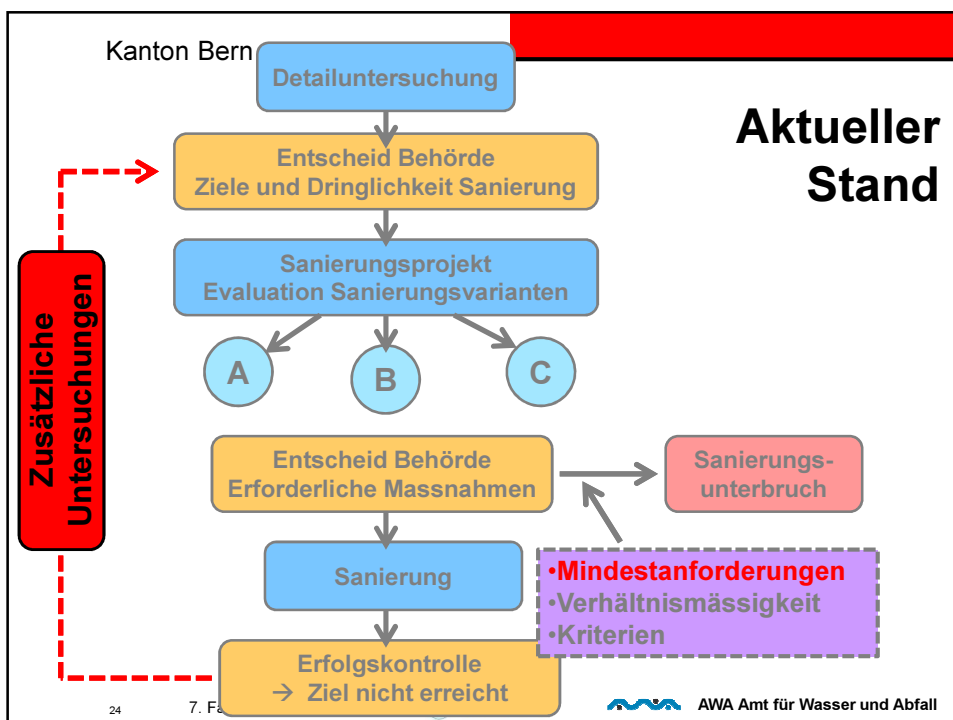 Kanton Bern
Detailuntersuchung
Aktueller
Stand
Entscheid Behörde
Ziele und Dringlichkeit Sanierung
Sanierungsprojekt
Evaluation Sanierungsvarianten
Zusätzliche
Untersuchungen
A
B
C
Entscheid Behörde
Erforderliche Massnahmen
Sanierungs-
unterbruch
Sanierung
•Mindestanforderungen
•Verhältnismässigkeit
•Kriterien
Erfolgskontrolle
→ Ziel nicht erreicht
24
7.
AWA Amt für Wasser und Abfall